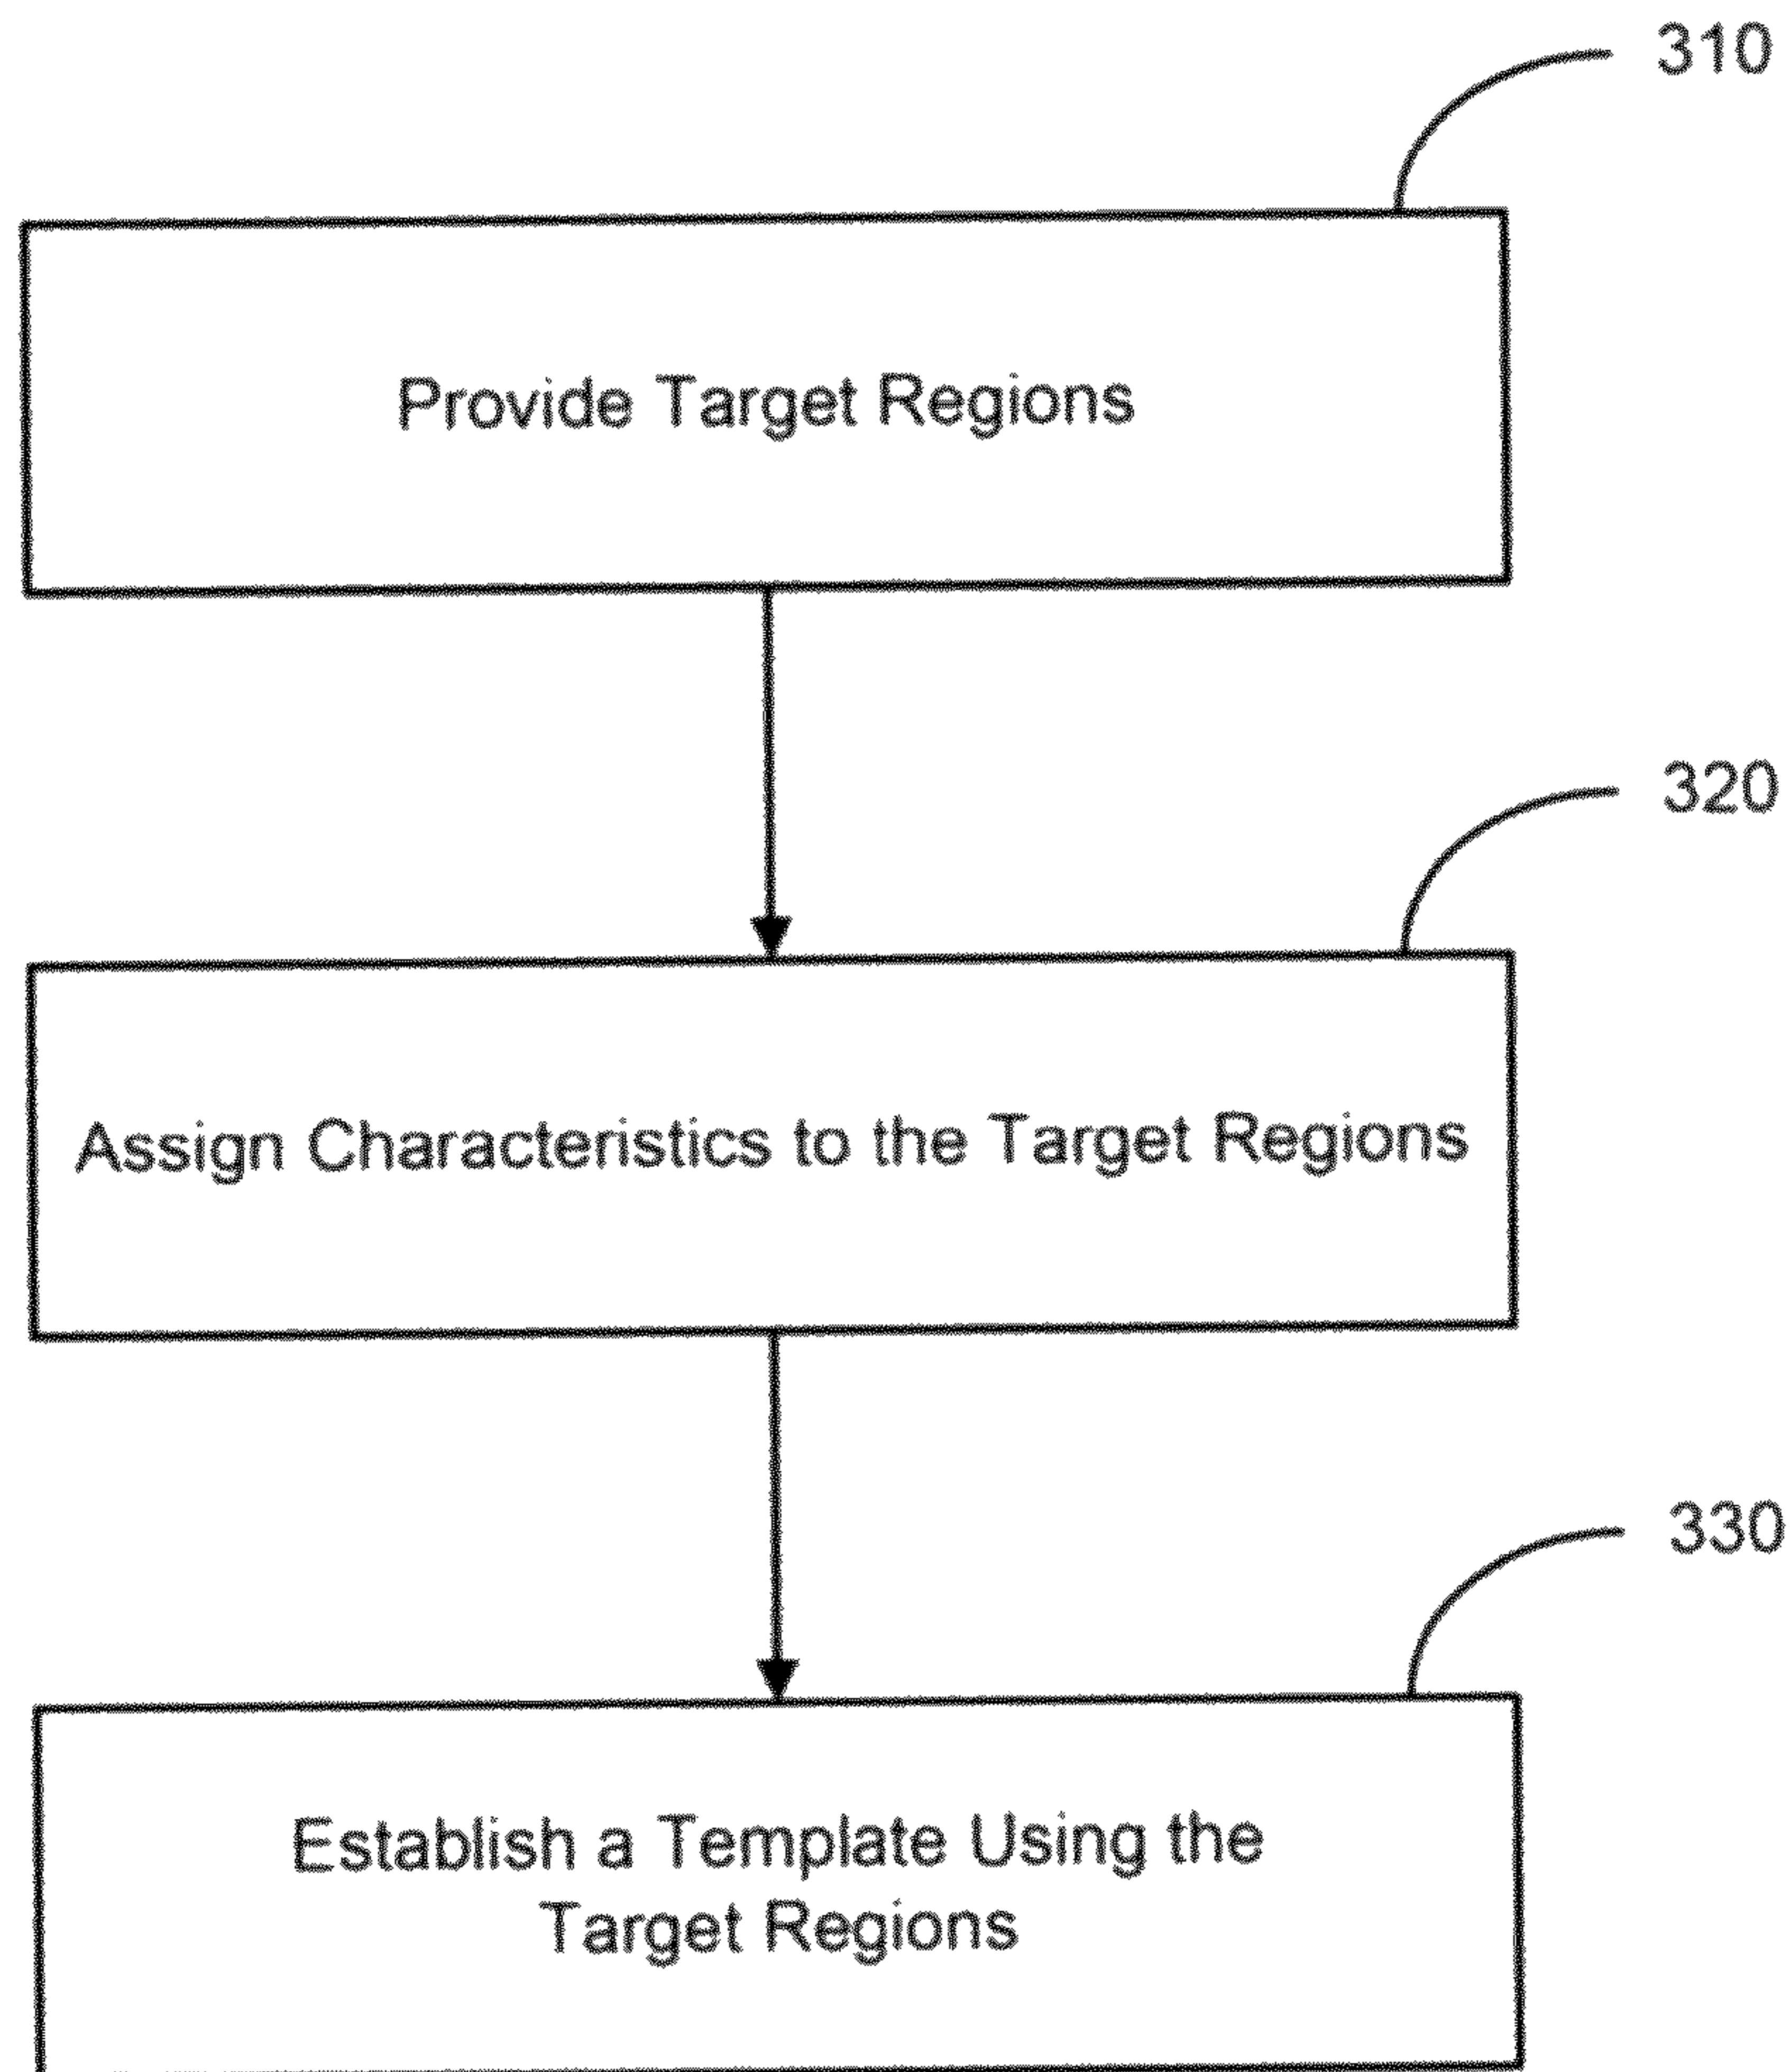 310
Provide Target Regions
320
Assign Characteristics to the Target Regions
330
Establish a Template Using the
Target Regions